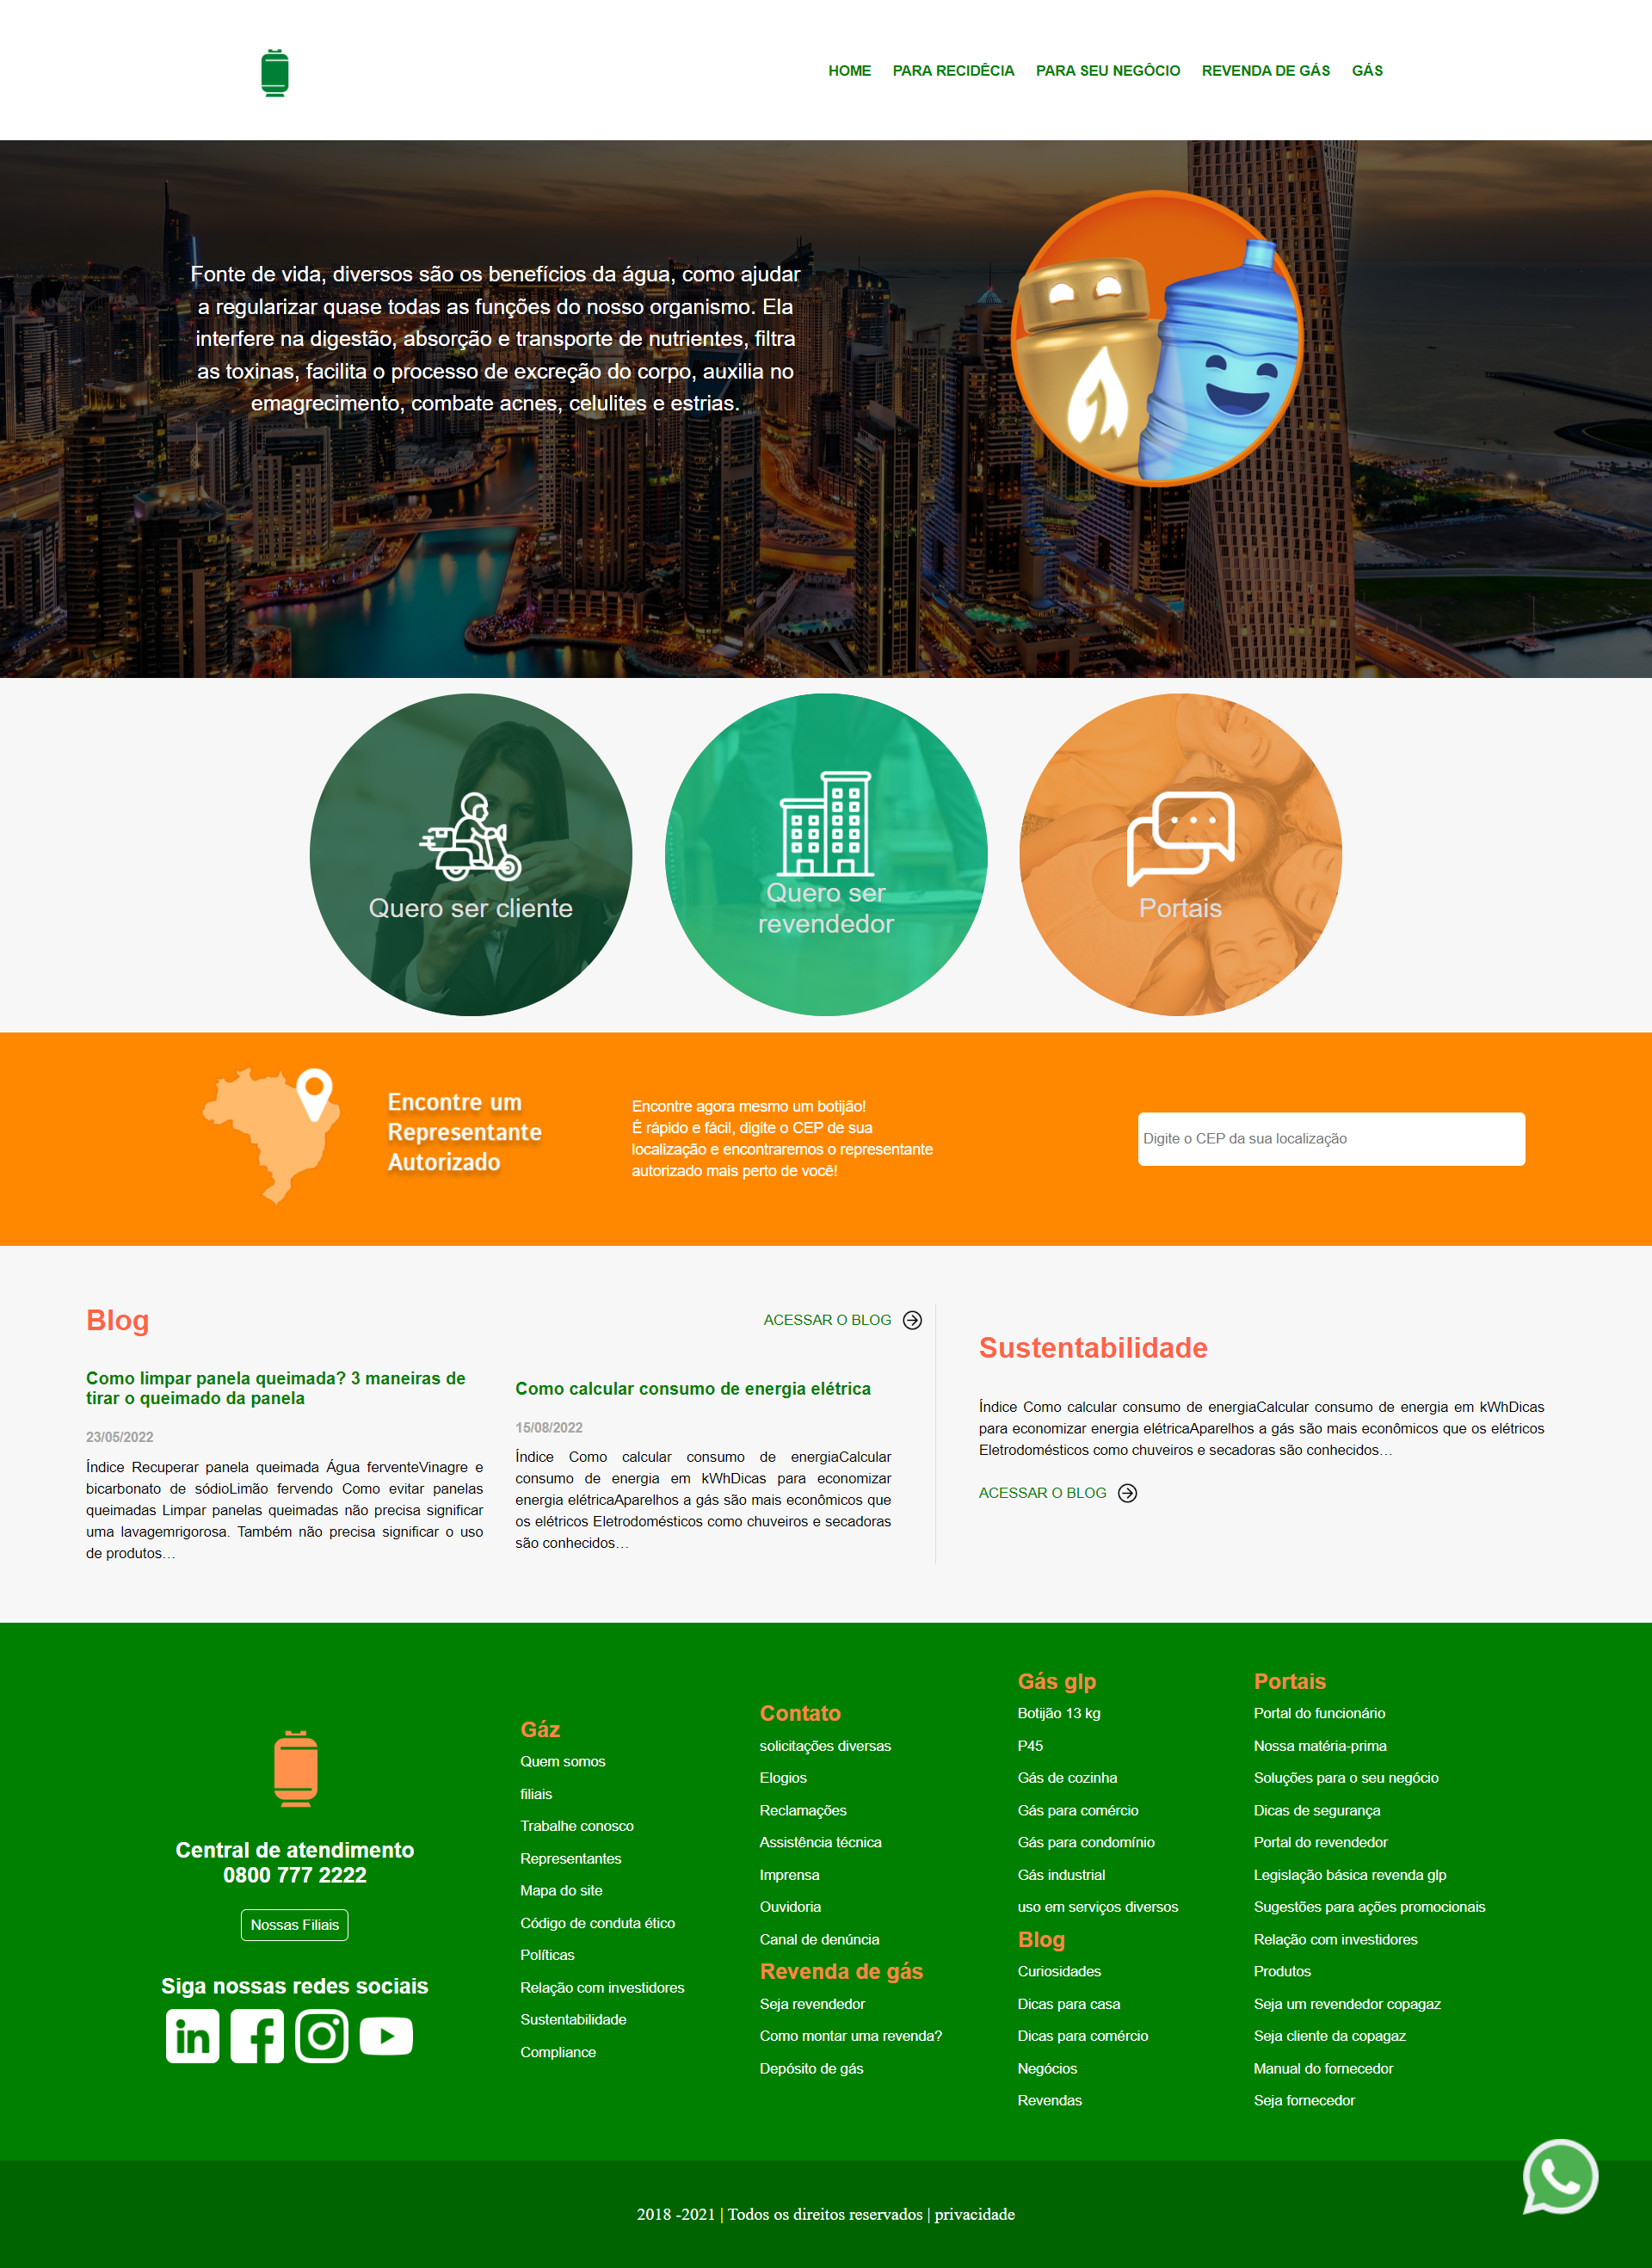 HOME PARA RECIDÊCIA PARA SEU NEGÔCIO REVENDA DE GÁS GÁS
Fonte de vida, diversos são os benefícios da água, como ajudar
a regularizar quase todas as funções do nosso organismo. Ela
interfere na digestão, absorção e transporte de nutrientes, filtra
as toxinas, facilita o processo de excreção do corpo, auxilia no
emagrecimento, combate acnes, celulites e estrias.
Quero ser cliente
Quero ser
revendedor
Portais
Encontre um
Representante
Autorizado
Encontre agora mesmo um botijão!
É rápido e fácil, digite o CEP de sua
localização e encontraremos o representante
autorizado mais perto de você!
Digite o CEP da sua localização
Blog
ACESSAR O BLOG
Como limpar panela queimada? 3 maneiras de
tirar o queimado da panela
23/05/2022
Índice Recuperar panela queimada Água ferventeVinagre e
bicarbonato de sódioLimão fervendo Como evitar panelas
queimadas Limpar panelas queimadas não precisa significar
uma lavagemrigorosa. Também não precisa significar o uso
de produtos…
Como calcular consumo de energia elétrica
15/08/2022
Índice Como calcular consumo de energiaCalcular
consumo de energia em kWhDicas para economizar
energia elétricaAparelhos a gás são mais econômicos que
os elétricos Eletrodomésticos como chuveiros e secadoras
são conhecidos…
Sustentabilidade
Índice Como calcular consumo de energiaCalcular consumo de energia em kWhDicas
para economizar energia elétricaAparelhos a gás são mais econômicos que os elétricos
Eletrodomésticos como chuveiros e secadoras são conhecidos…
ACESSAR O BLOG
Central de atendimento
0800 777 2222
Nossas Filiais
Siga nossas redes sociais
Gáz
Quem somos
filiais
Trabalhe conosco
Representantes
Mapa do site
Código de conduta ético
Políticas
Relação com investidores
Sustentabilidade
Compliance
Contato
solicitações diversas
Elogios
Reclamações
Assistência técnica
Imprensa
Ouvidoria
Canal de denúncia
Revenda de gás
Seja revendedor
Como montar uma revenda?
Depósito de gás
Gás glp
Botijão 13 kg
P45
Gás de cozinha
Gás para comércio
Gás para condomínio
Gás industrial
uso em serviços diversos
Blog
Curiosidades
Dicas para casa
Dicas para comércio
Negócios
Revendas
Portais
Portal do funcionário
Nossa matéria-prima
Soluções para o seu negócio
Dicas de segurança
Portal do revendedor
Legislação básica revenda glp
Sugestões para ações promocionais
Relação com investidores
Produtos
Seja um revendedor copagaz
Seja cliente da copagaz
Manual do fornecedor
Seja fornecedor
2018 -2021 | Todos os direitos reservados | privacidade